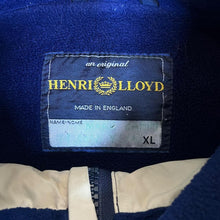 an original
HENRI LLOYD
MADE IN ENGLAND
NAME-NOME
XL